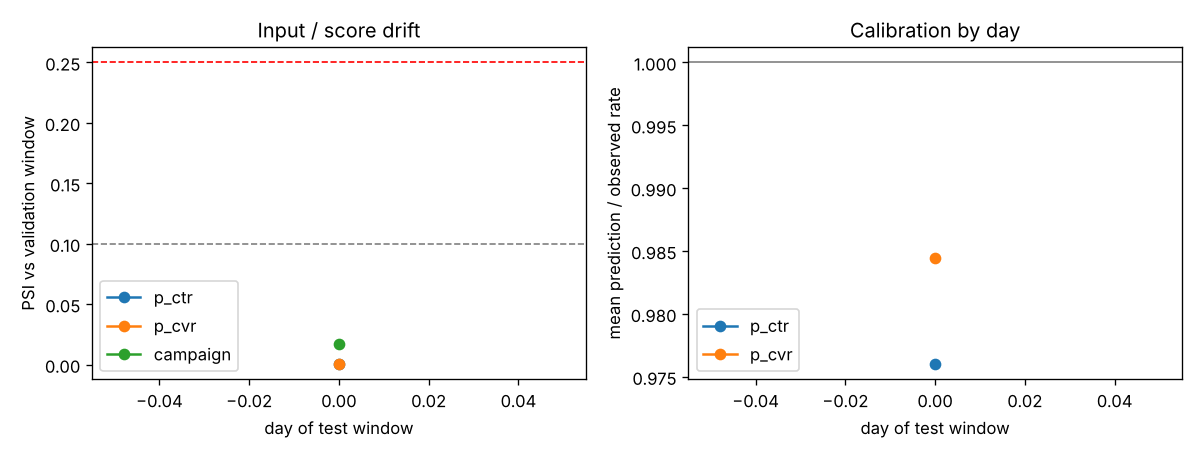 Input / score drift
PSI vs validation window
0.25
0.20
0.15
0.10
0.05
0.00
p_ctr
p_cvr
campaign
−0.04
−0.02
0.00
0.02
0.04
day of test window
Calibration by day
mean prediction / observed rate
1.000
0.995
0.990
0.985
0.980
0.975
p_ctr
p_cvr
−0.04
−0.02
0.00
0.02
0.04
day of test window